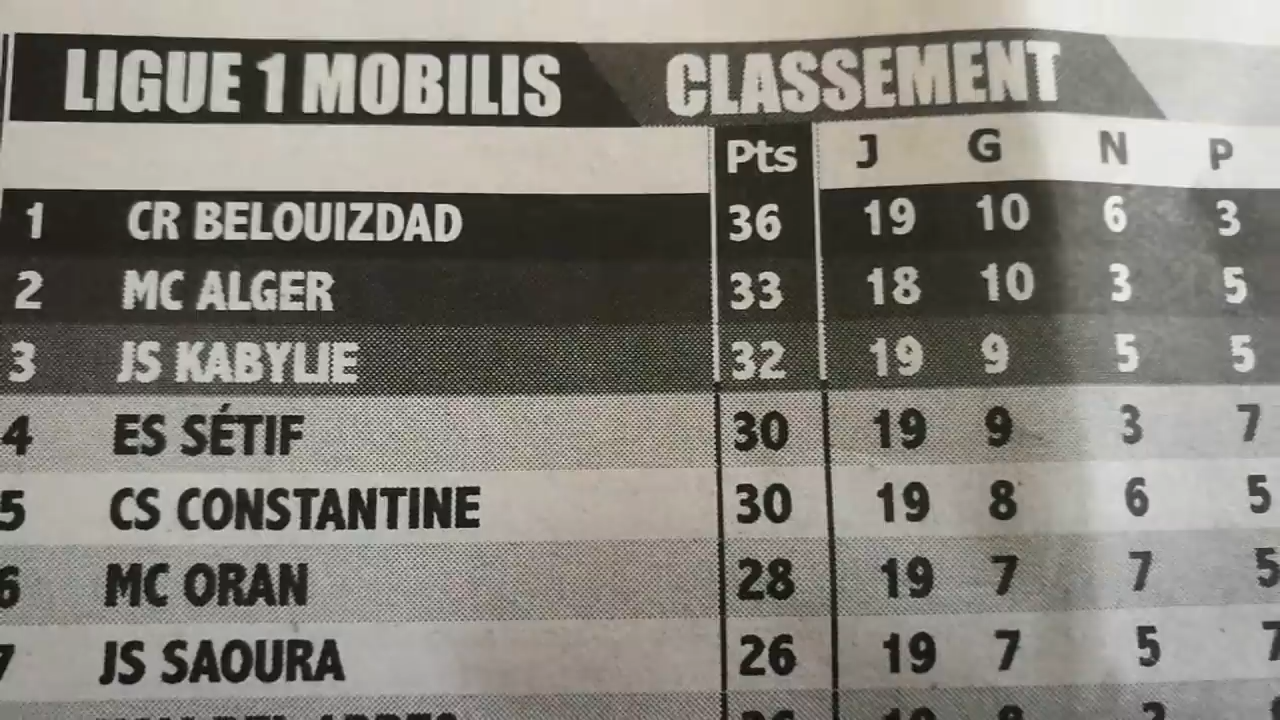 LIGUE 1 MOBILIS CLASSEMENT
Pts J G N P
1 CR BELOUIZDAD 36 19 10 6 3
2 MC ALGER 33 18 10 3 5
3 JS KABYLIE 32 19 9 5 5
4 ES SÉTIF 30 19 9 3 7
5 CS CONSTANTINE 30 19 8 6 5
6 MC ORAN 28 19 7 7 5
7 JS SAOURA 26 19 7 5 7